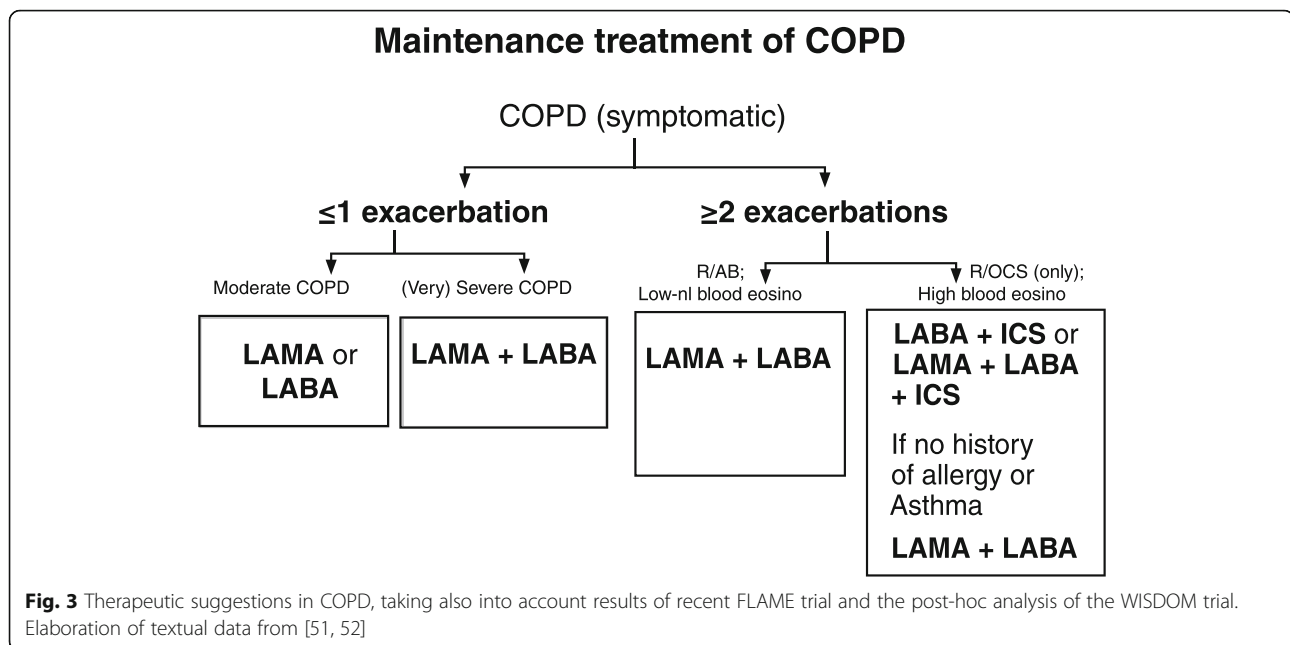 Maintenance treatment of COPD
COPD (symptomatic)
≤1 exacerbation
≥2 exacerbations
Moderate COPD
(Very) Severe COPD
R/AB;
Low-nl blood eosino
R/OCS (only);
High blood eosino
LAMA or
LABA
LAMA + LABA
LAMA + LABA
LABA + ICS or
LAMA + LABA
+ ICS
If no history
of allergy or
Asthma
LAMA + LABA
Fig. 3 Therapeutic suggestions in COPD, taking also into account results of recent FLAME trial and the post-hoc analysis of the WISDOM trial.
Elaboration of textual data from [51, 52]